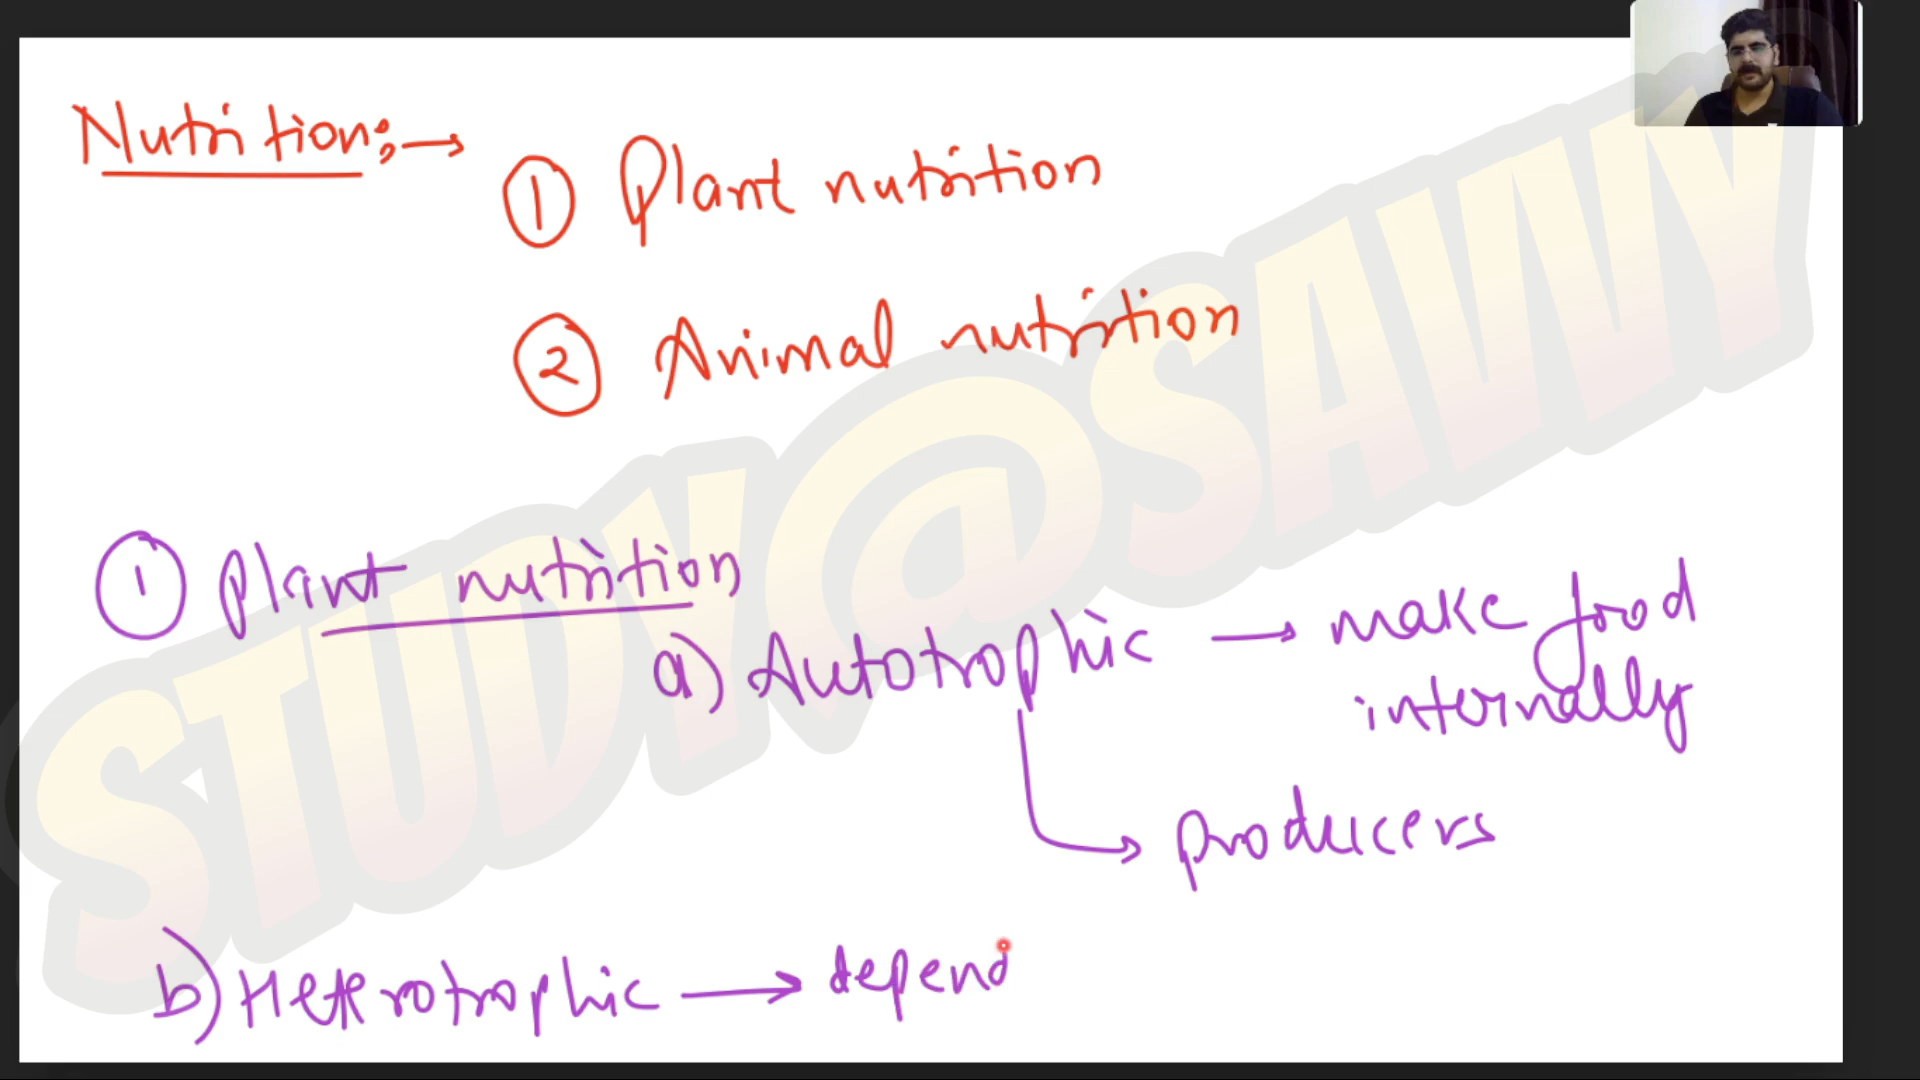 Nutrition:→
① Plant nutrition
② Animal nutrition
① Plant nutrition
a) Autotrophic → make food
internally
→ producers
b) Heterotrophic → depend
STUDY@SAVVY